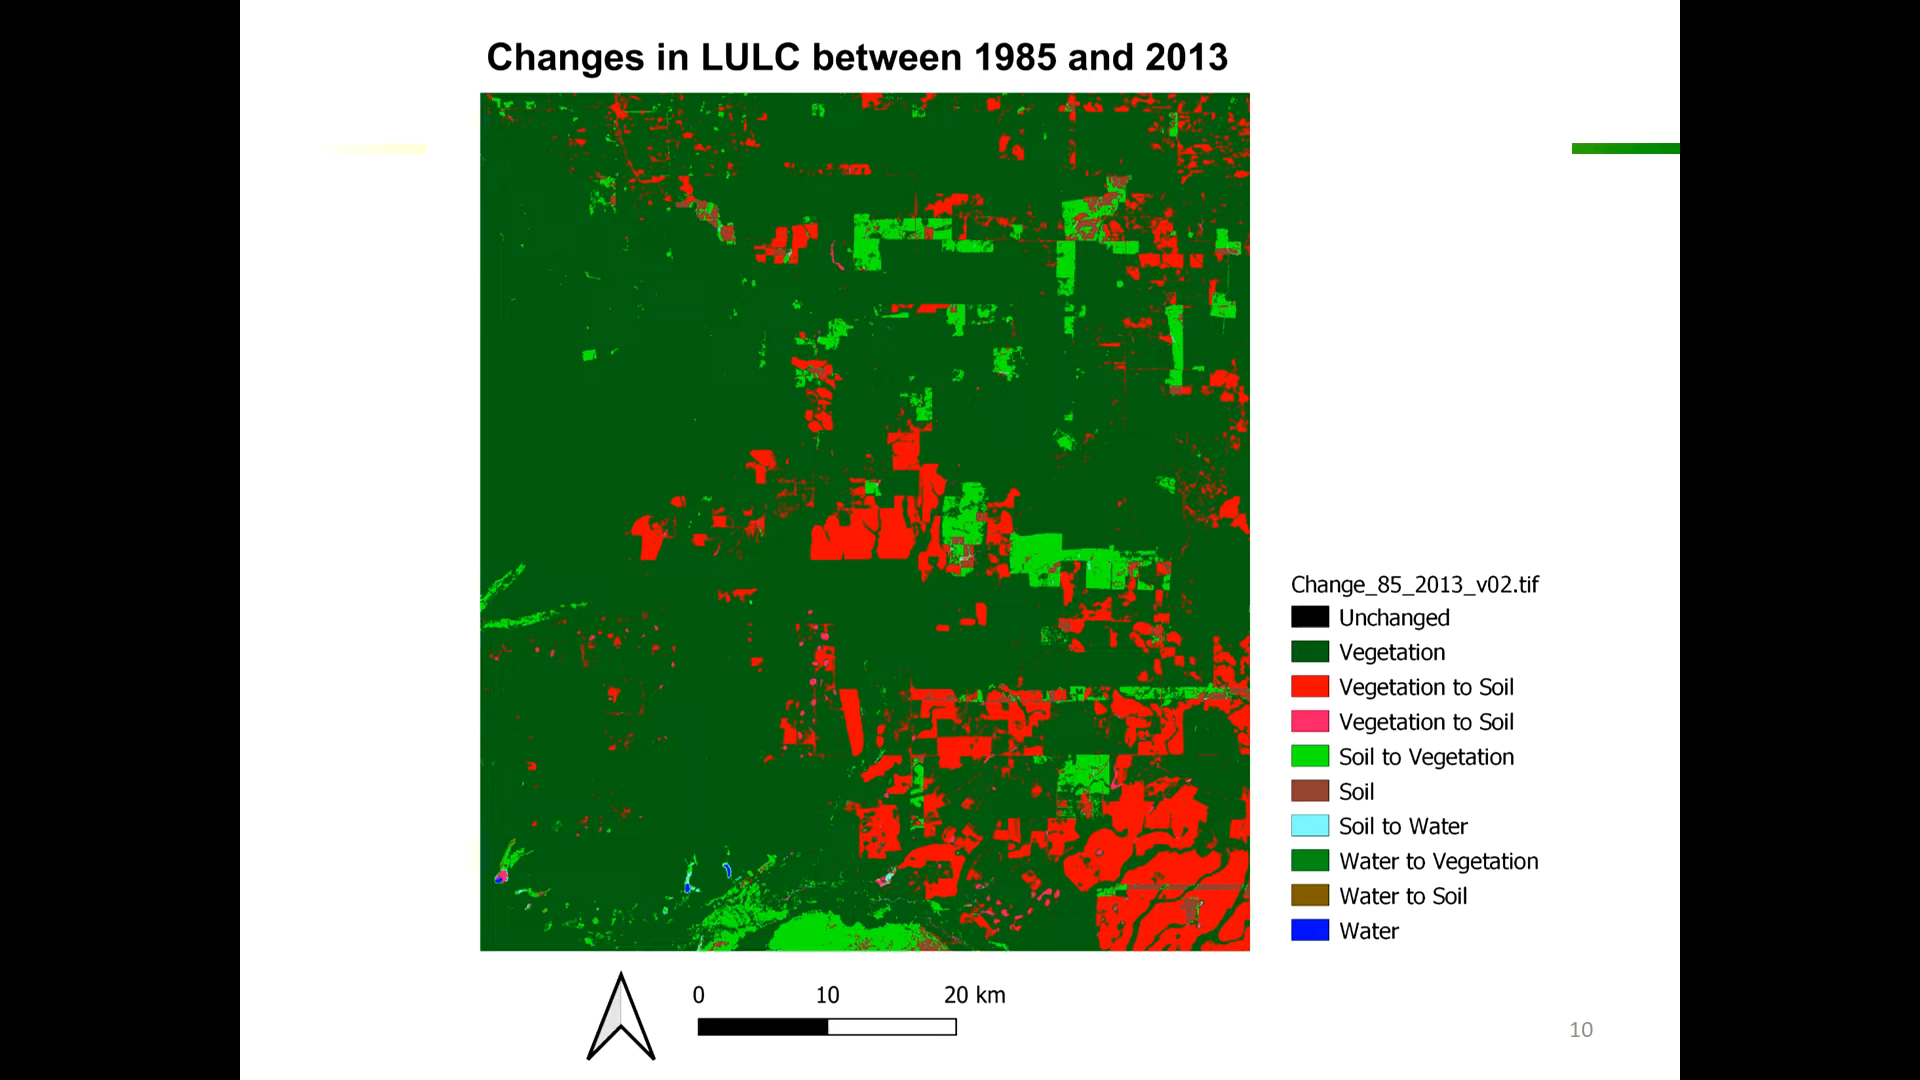 Changes in LULC between 1985 and 2013
Change_85_2013_v02.tif
Unchanged
Vegetation
Vegetation to Soil
Vegetation to Soil
Soil to Vegetation
Soil
Soil to Water
Water to Vegetation
Water to Soil
Water
0 10 20 km
10